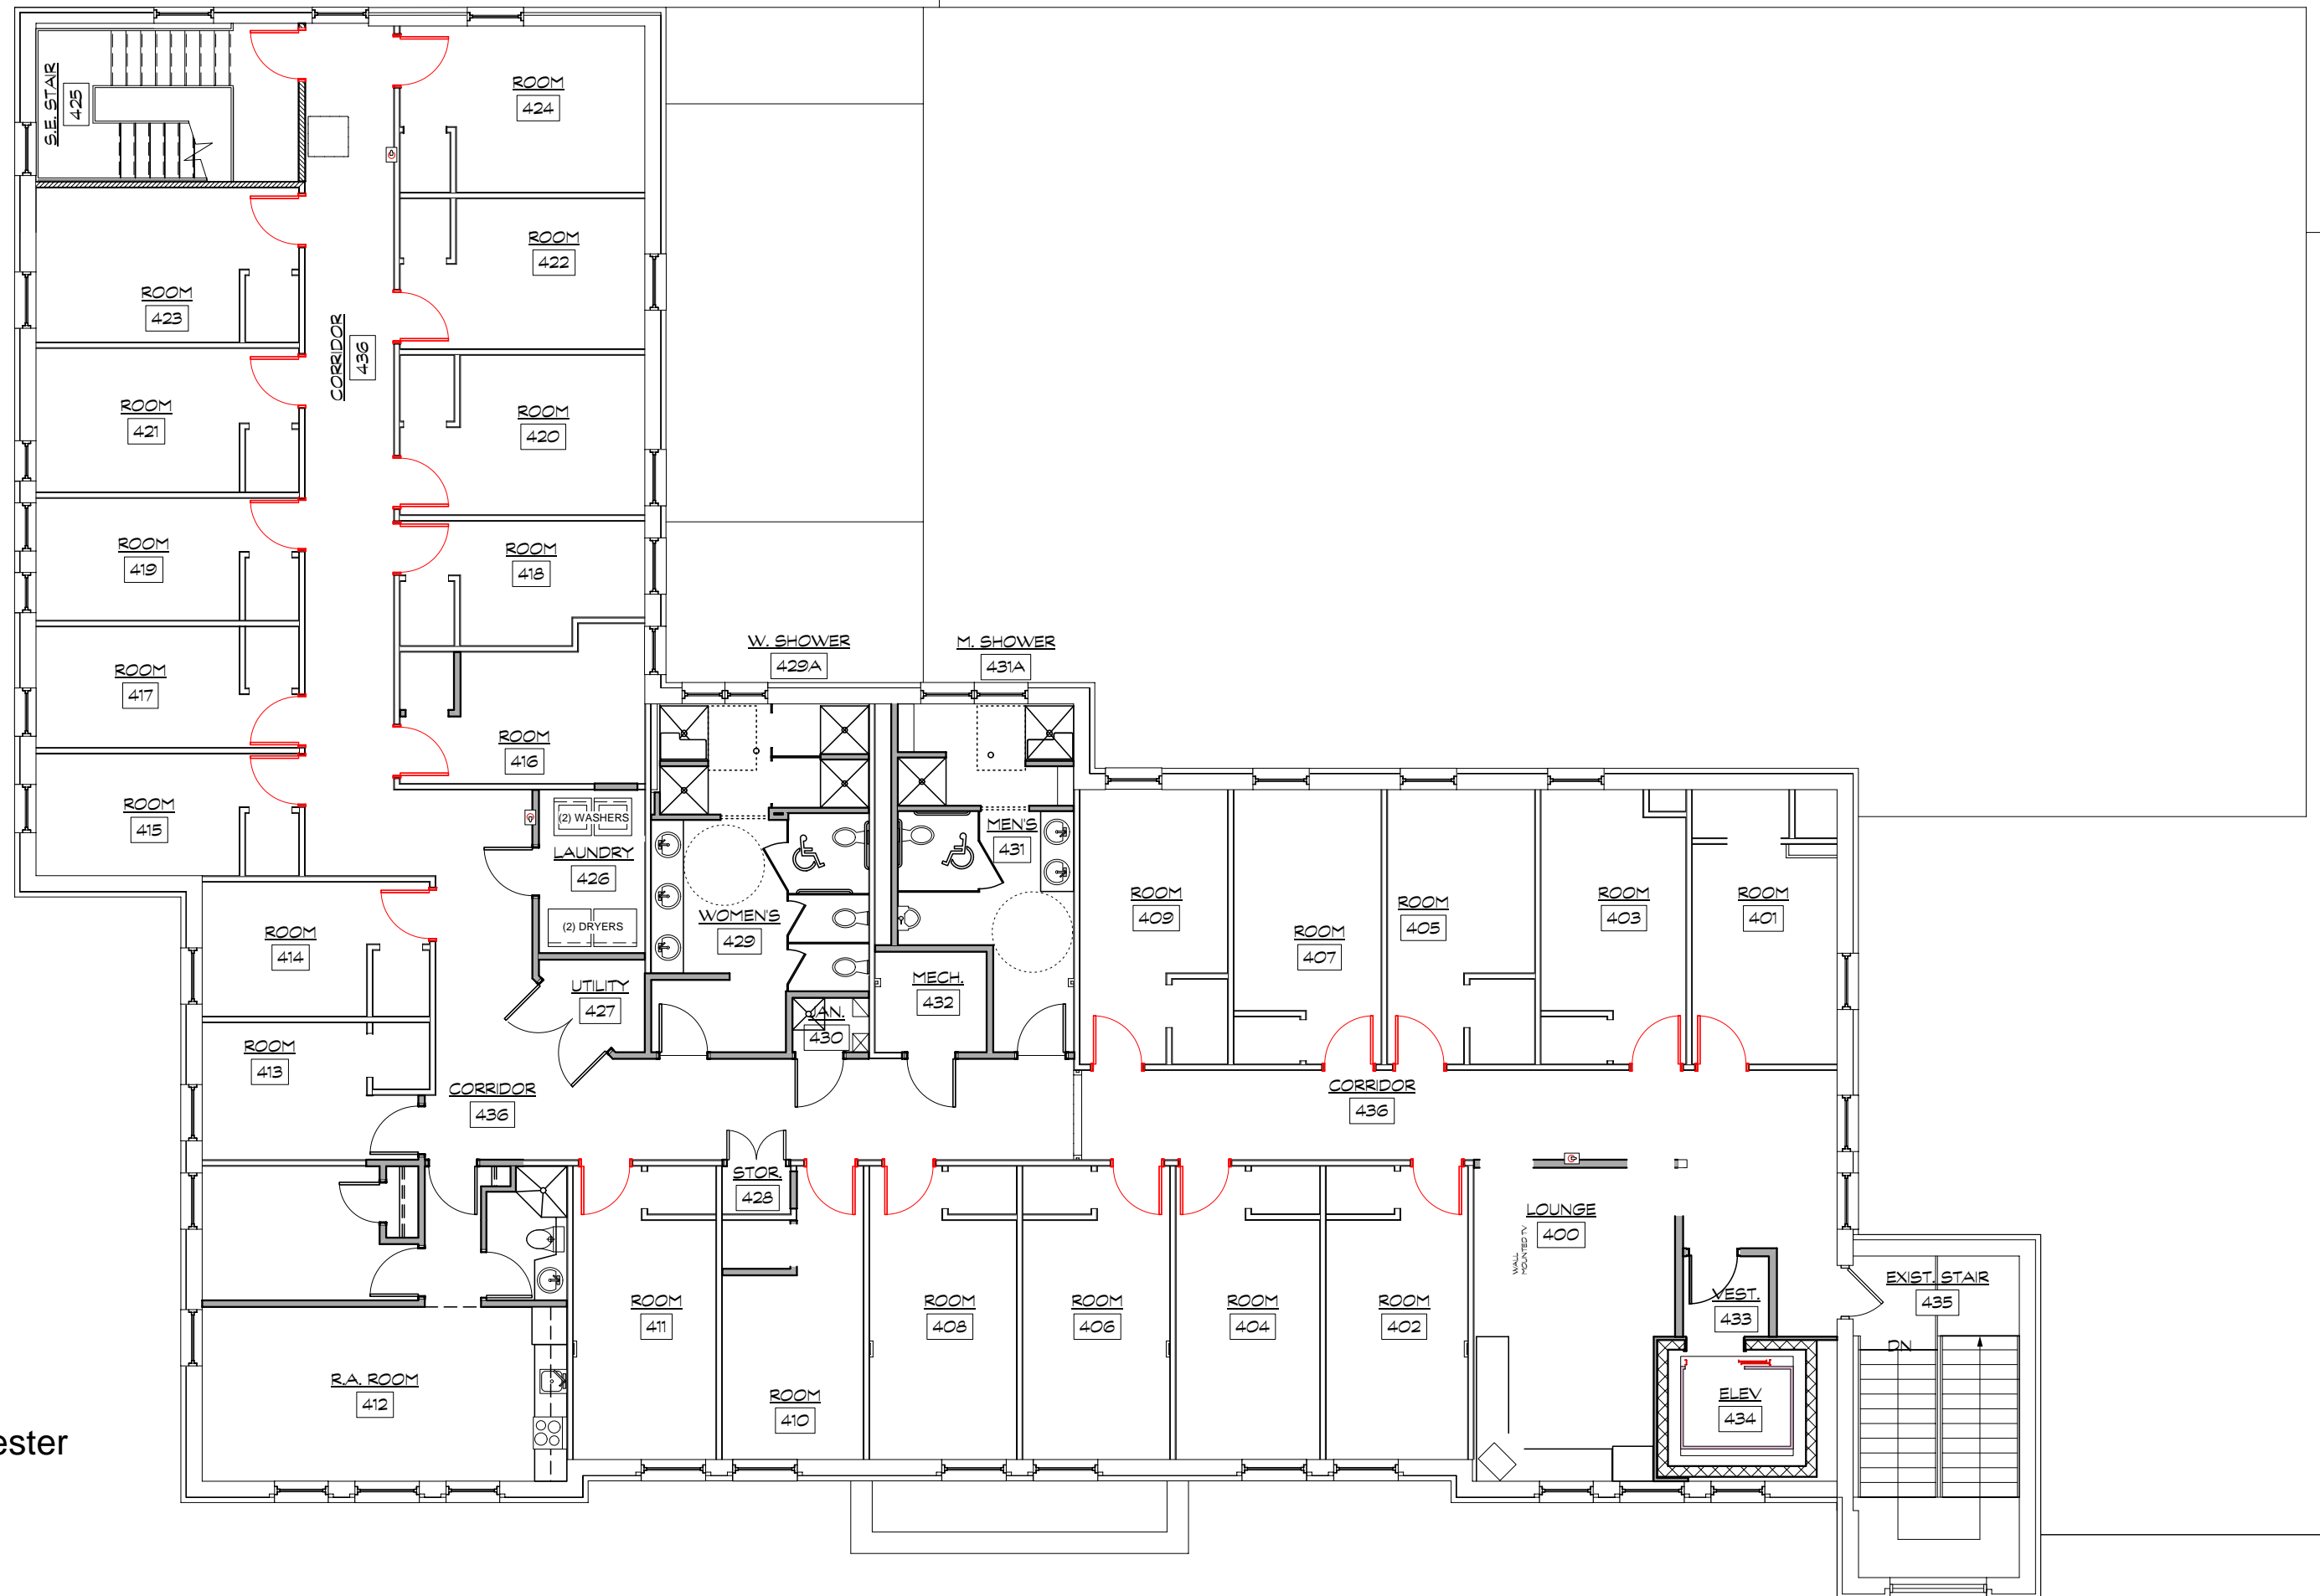 S.E. STAIR
425
ROOM
424
ROOM
422
ROOM
423
CORRIDOR
436
ROOM
421
ROOM
420
ROOM
419
ROOM
418
W. SHOWER
429A
M. SHOWER
431A
ROOM
417
ROOM
416
ROOM
415
(2) WASHERS
LAUNDRY
426
(2) DRYERS
MEN'S
431
WOMEN'S
429
ROOM
409
ROOM
407
ROOM
405
ROOM
403
ROOM
401
ROOM
414
UTILITY
427
JAN.
430
MECH.
432
ROOM
413
CORRIDOR
436
CORRIDOR
436
STOR.
428
LOUNGE
400
WALL
MOUNTED TV
VEST.
433
EXIST. STAIR
435
DN
ROOM
411
ROOM
408
ROOM
406
ROOM
404
ROOM
402
R.A. ROOM
412
ROOM
410
ELEV
434
ester